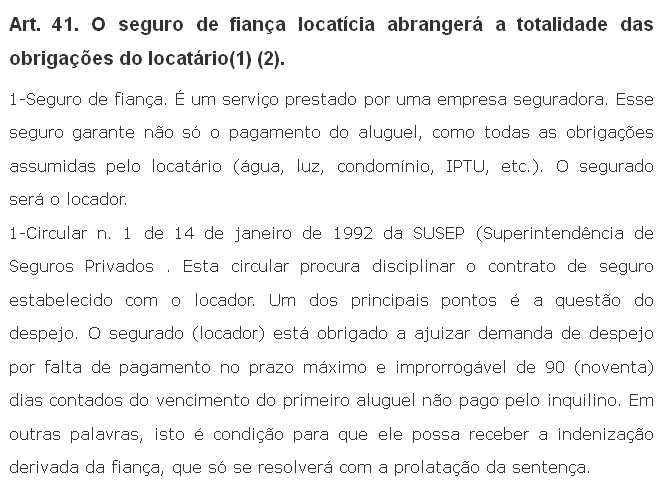 Art. 41. O seguro de fiança locatícia abrangerá a totalidade das
obrigações do locatário(1) (2).
1-Seguro de fiança. É um serviço prestado por uma empresa seguradora. Esse
seguro garante não só o pagamento do aluguel, como todas as obrigações
assumidas pelo locatário (água, luz, condomínio, IPTU, etc.). O segurado
será o locador.
1-Circular n. 1 de 14 de janeiro de 1992 da SUSEP (Superintendência de
Seguros Privados . Esta circular procura disciplinar o contrato de seguro
estabelecido com o locador. Um dos principais pontos é a questão do
despejo. O segurado (locador) está obrigado a ajuizar demanda de despejo
por falta de pagamento no prazo máximo e improrrogável de 90 (noventa)
dias contados do vencimento do primeiro aluguel não pago pelo inquilino. Em
outras palavras, isto é condição para que ele possa receber a indenização
derivada da fiança, que só se resolverá com a prolatação da sentença.